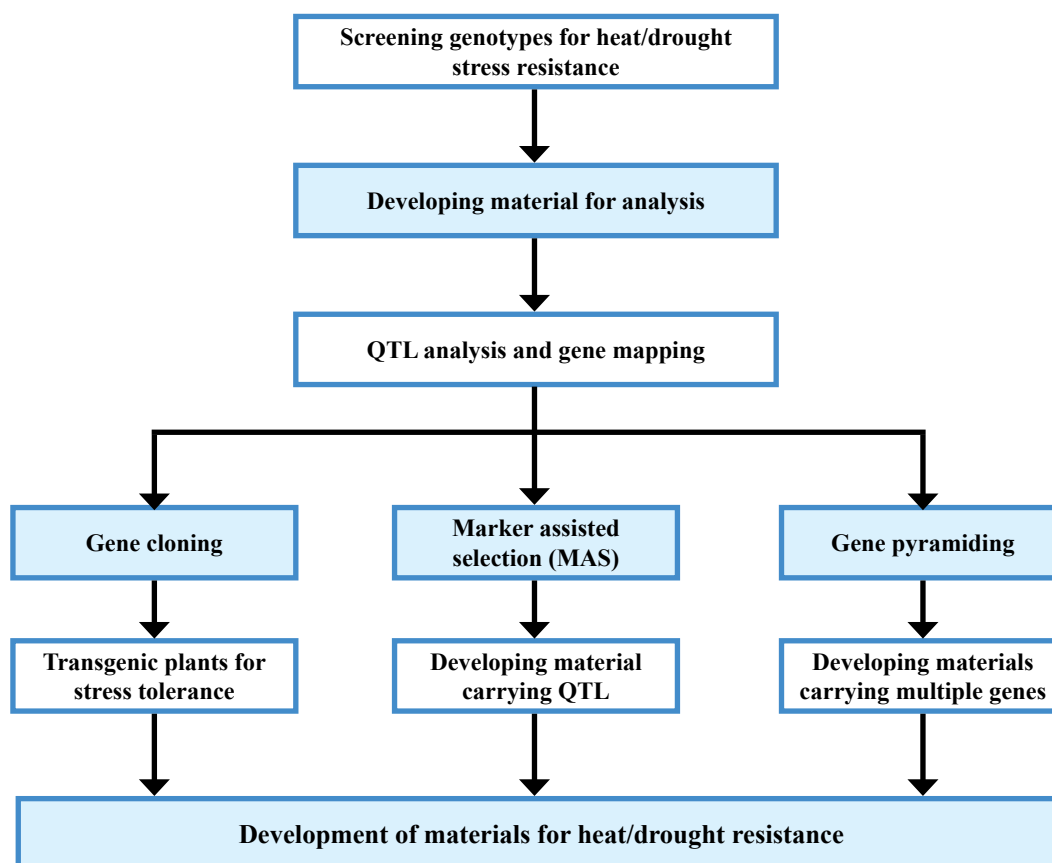 Screening genotypes for heat/drought
stress resistance
Developing material for analysis
QTL analysis and gene mapping
Gene cloning
Marker assisted
selection (MAS)
Gene pyramiding
Transgenic plants for
stress tolerance
Developing material
carrying QTL
Developing materials
carrying multiple genes
Development of materials for heat/drought resistance